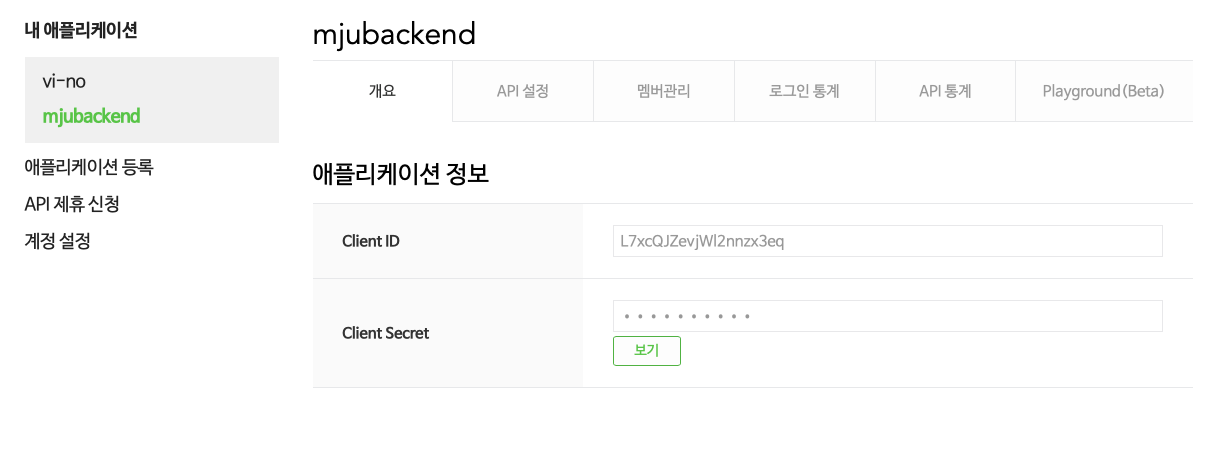 내 애플리케이션
vi-no
mjubackend
애플리케이션 등록
API 제휴 신청
계정 설정
mjubackend
개요
API 설정
멤버관리
로그인 통계
API 통계
Playground(Beta)
애플리케이션 정보
Client ID
L7xcQJZevjWl2nnzx3eq
Client Secret
••••••••••
보기